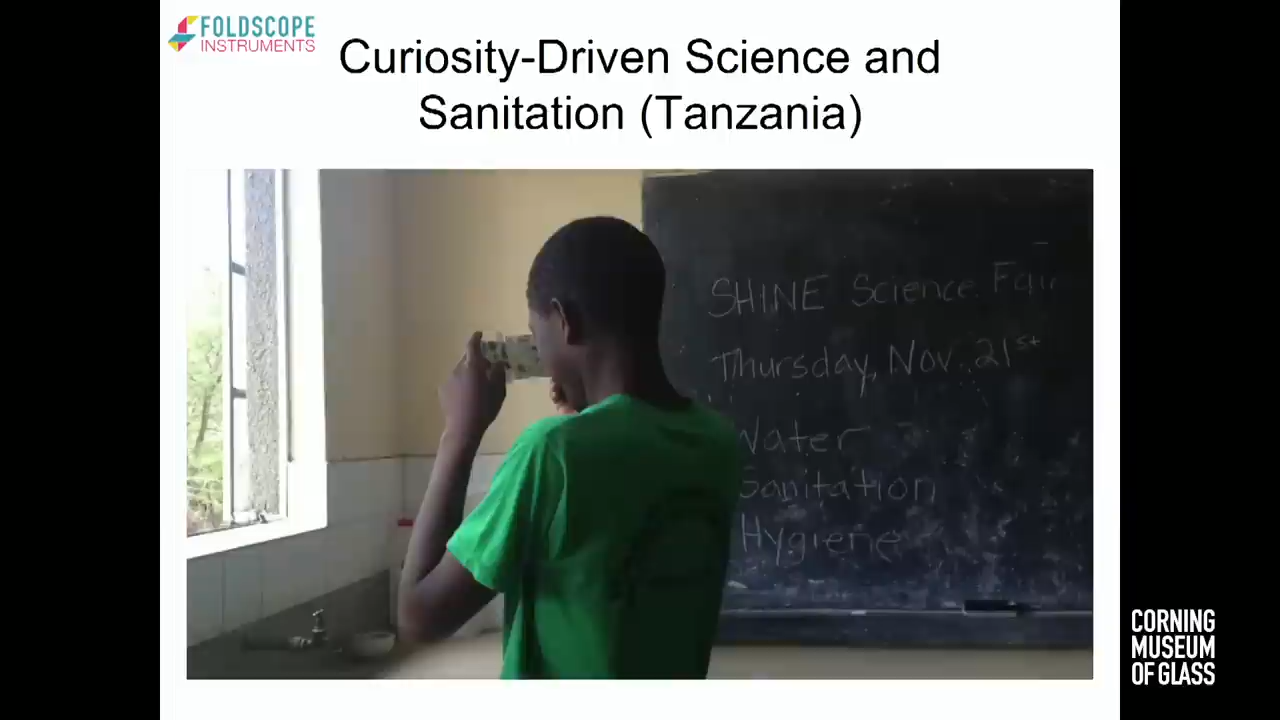 FOLDSCOPE
INSTRUMENTS
Curiosity-Driven Science and
Sanitation (Tanzania)
SHINE Science Fair
Thursday, Nov. 21st
Water
Sanitation
Hygiene
CORNING
MUSEUM
OF GLASS